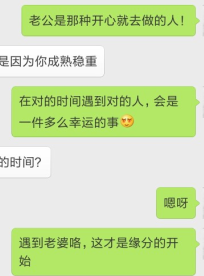 老公是那种开心就去做的人！
是因为你成熟稳重
在对的时间遇到对的人，会是
一件多么幸运的事😍
的时间？
嗯呀
遇到老婆咯，这才是缘分的开
始